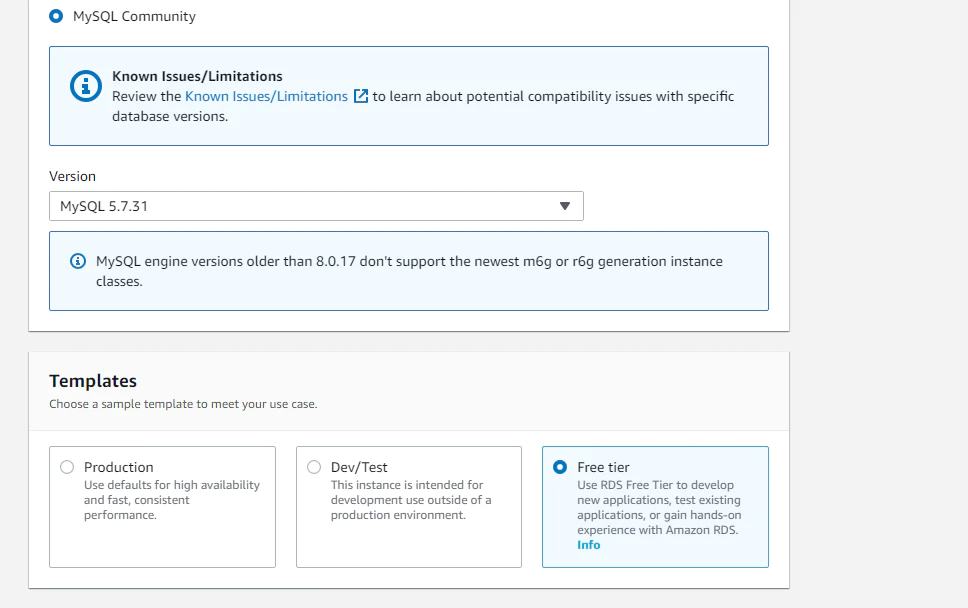 MySQL Community
Known Issues/Limitations
Review the Known Issues/Limitations to learn about potential compatibility issues with specific
database versions.
Version
MySQL 5.7.31
MySQL engine versions older than 8.0.17 don't support the newest m6g or r6g generation instance
classes.
Templates
Choose a sample template to meet your use case.
Production
Use defaults for high availability
and fast, consistent
performance.
Dev/Test
This instance is intended for
development use outside of a
production environment.
Free tier
Use RDS Free Tier to develop
new applications, test existing
applications, or gain hands-on
experience with Amazon RDS.
Info